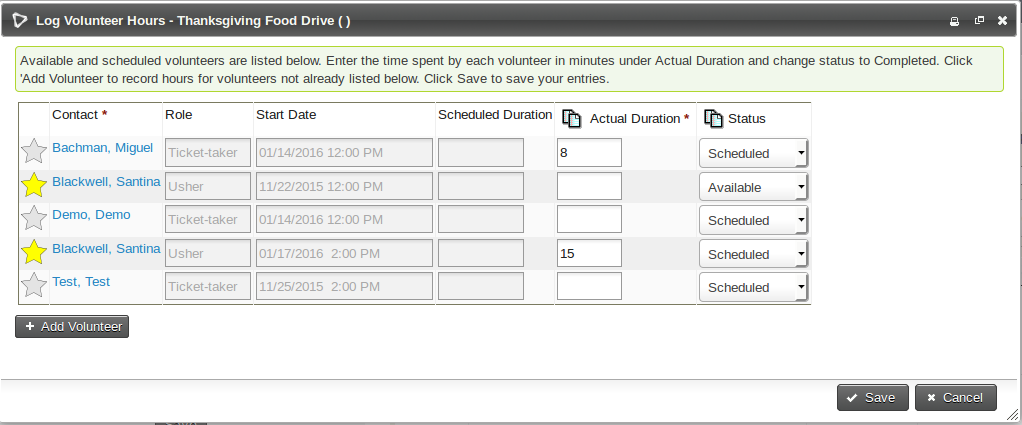 Log Volunteer Hours - Thanksgiving Food Drive ( )
Available and scheduled volunteers are listed below. Enter the time spent by each volunteer in minutes under Actual Duration and change status to Completed. Click
'Add Volunteer to record hours for volunteers not already listed below. Click Save to save your entries.
Contact * Role Start Date Scheduled Duration Actual Duration * Status
Bachman, Miguel Ticket-taker 01/14/2016 12:00 PM 8 Scheduled
Blackwell, Santina Usher 11/22/2015 12:00 PM Available
Demo, Demo Ticket-taker 01/14/2016 12:00 PM Scheduled
Blackwell, Santina Usher 01/17/2016 2:00 PM 15 Scheduled
Test, Test Ticket-taker 11/25/2015 2:00 PM Scheduled
+ Add Volunteer
Save Cancel